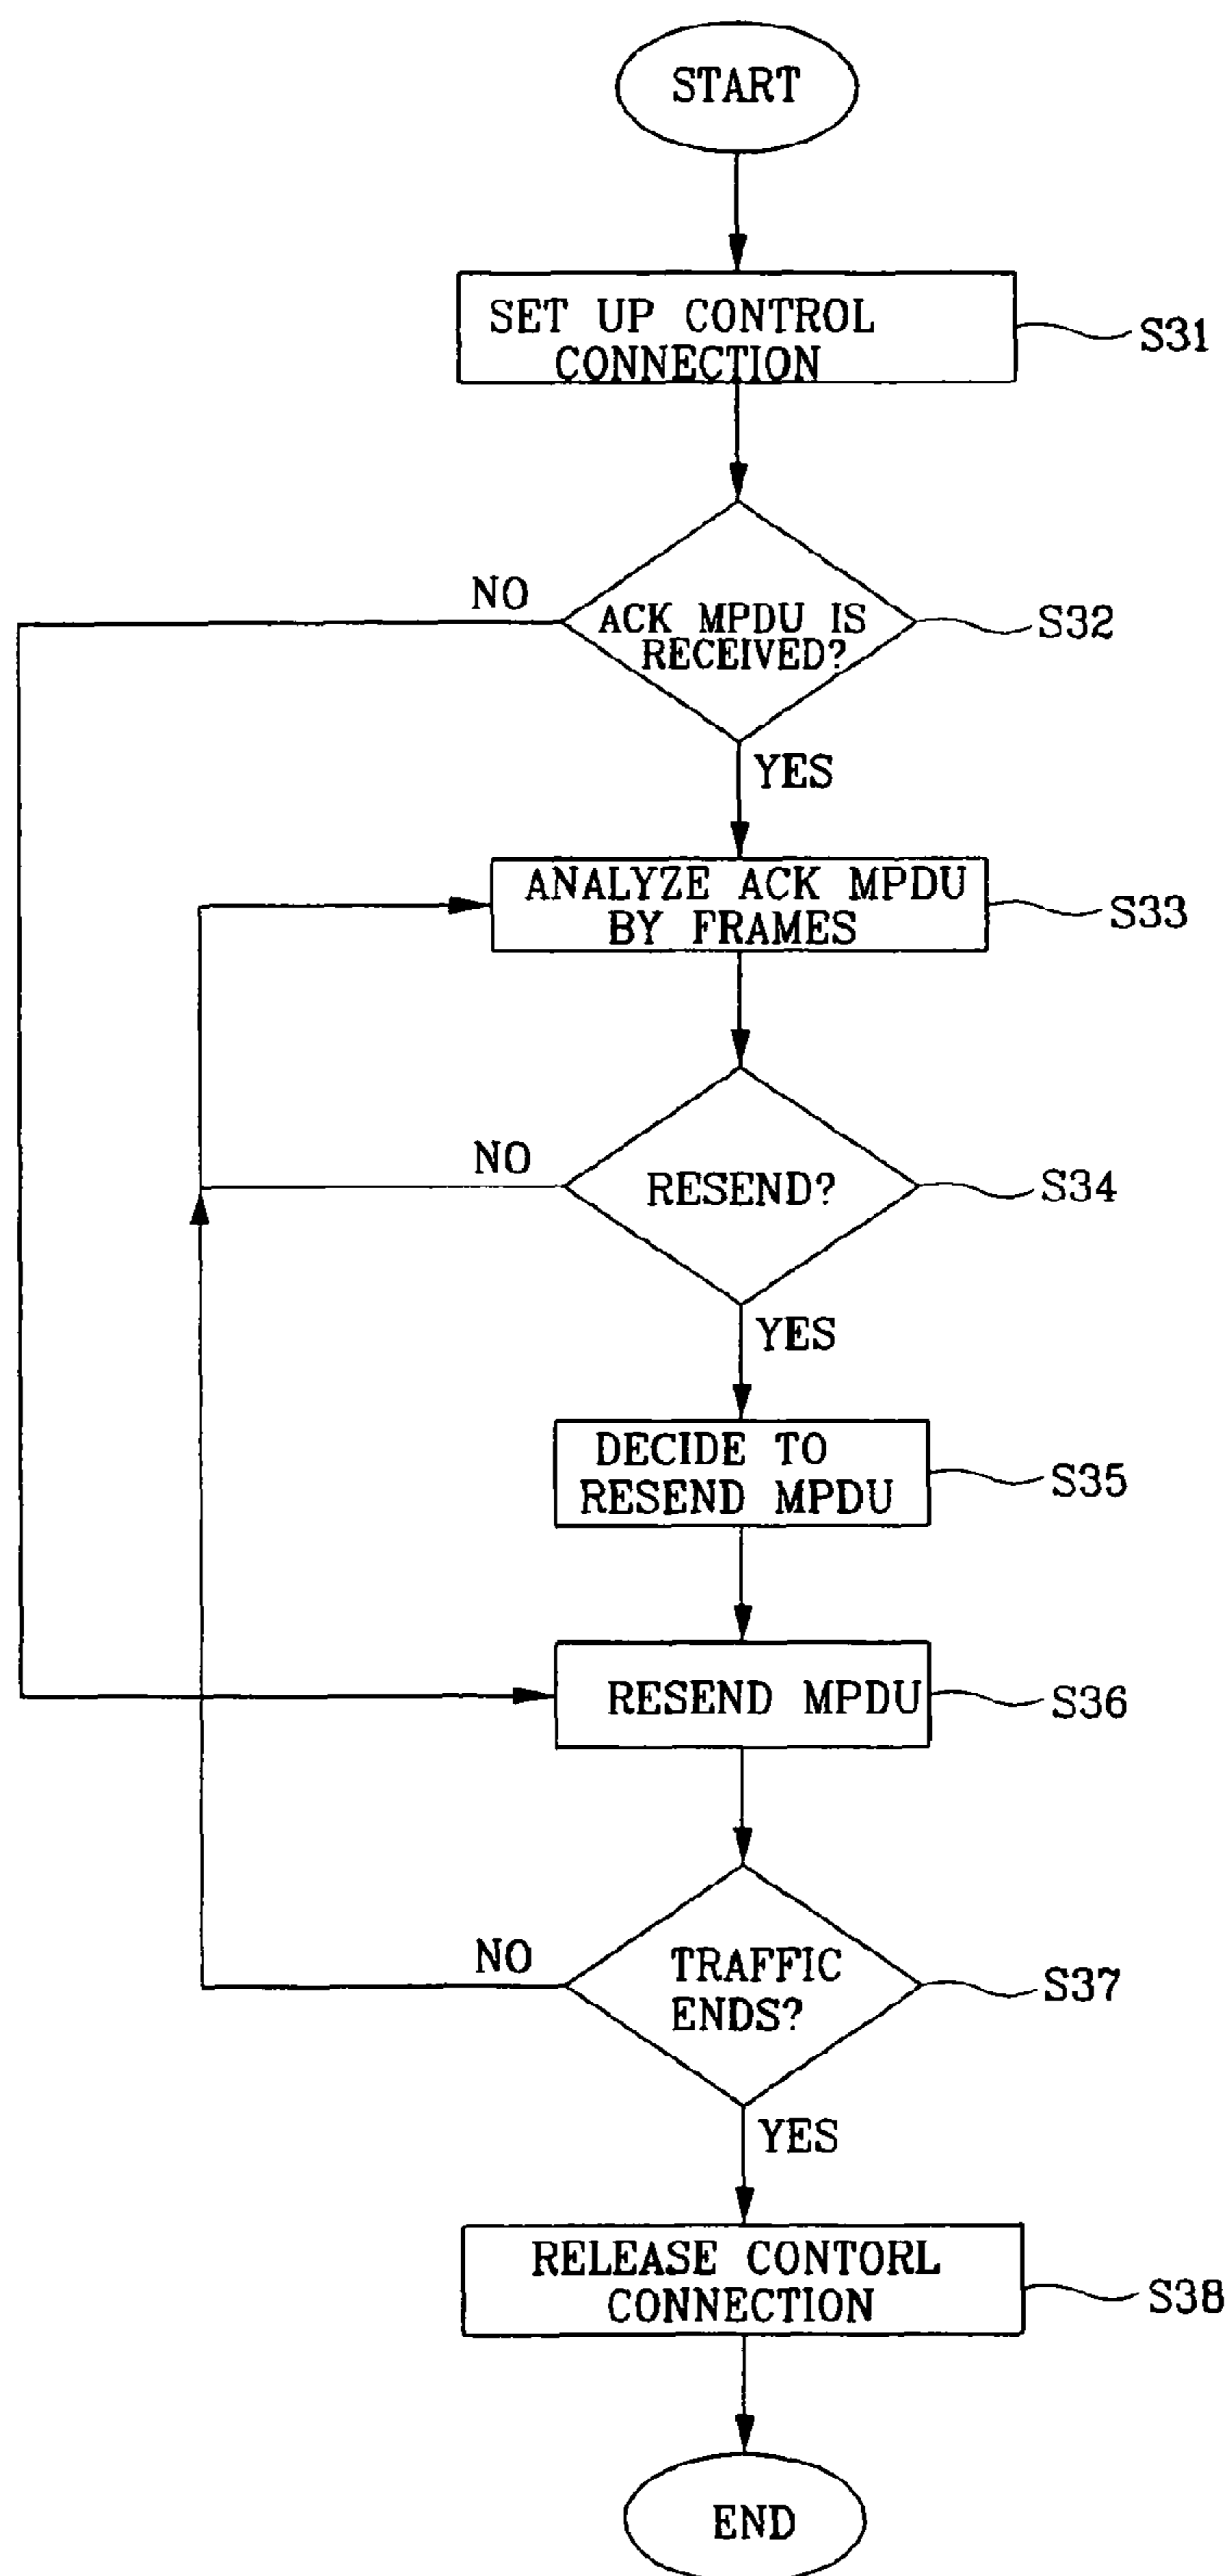 START
SET UP CONTROL
CONNECTION
S31
NO
ACK MPDU IS
RECEIVED?
S32
YES
ANALYZE ACK MPDU
BY FRAMES
S33
NO
RESEND?
S34
YES
DECIDE TO
RESEND MPDU
S35
RESEND MPDU
S36
NO
TRAFFIC
ENDS?
S37
YES
RELEASE CONTORL
CONNECTION
S38
END